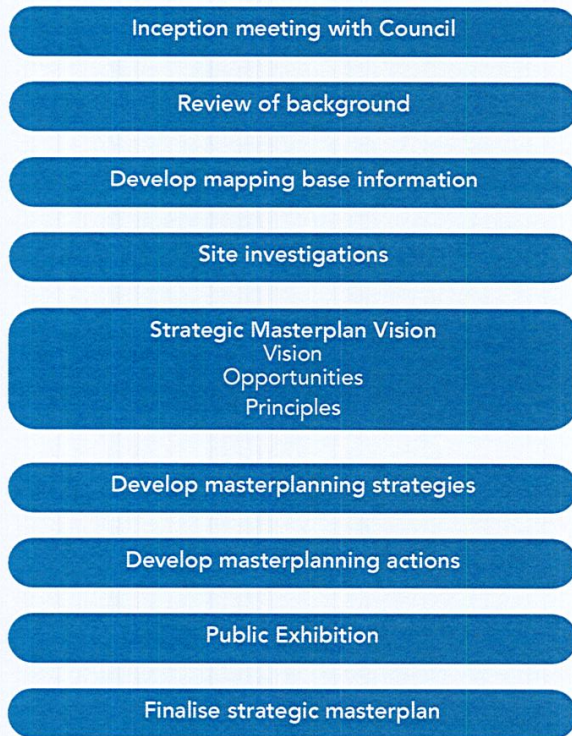 Inception meeting with Council
Review of background
Develop mapping base information
Site investigations
Strategic Masterplan Vision
Vision
Opportunities
Principles
Develop masterplanning strategies
Develop masterplanning actions
Public Exhibition
Finalise strategic masterplan